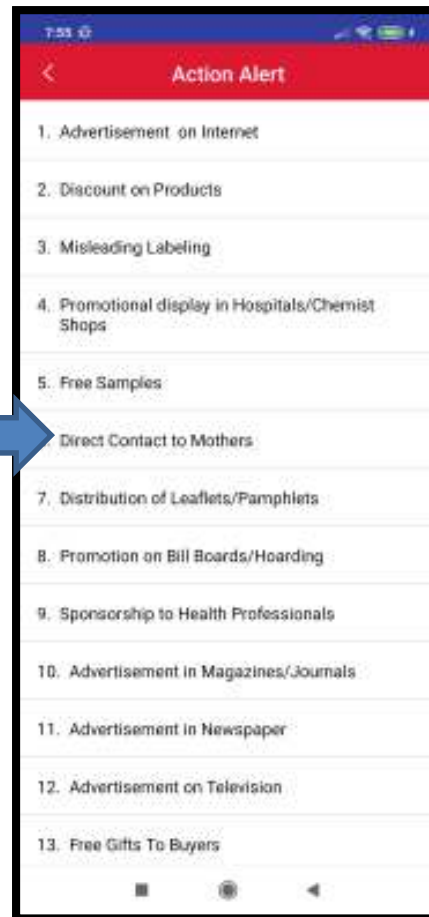 7:55
Action Alert
1. Advertisement on Internet
2. Discount on Products
3. Misleading Labeling
4. Promotional display in Hospitals/Chemist
Shops
5. Free Samples
Direct Contact to Mothers
7. Distribution of Leaflets/Pamphlets
8. Promotion on Bill Boards/Hoarding
9. Sponsorship to Health Professionals
10. Advertisement in Magazines/Journals
11. Advertisement in Newspaper
12. Advertisement on Television
13. Free Gifts To Buyers